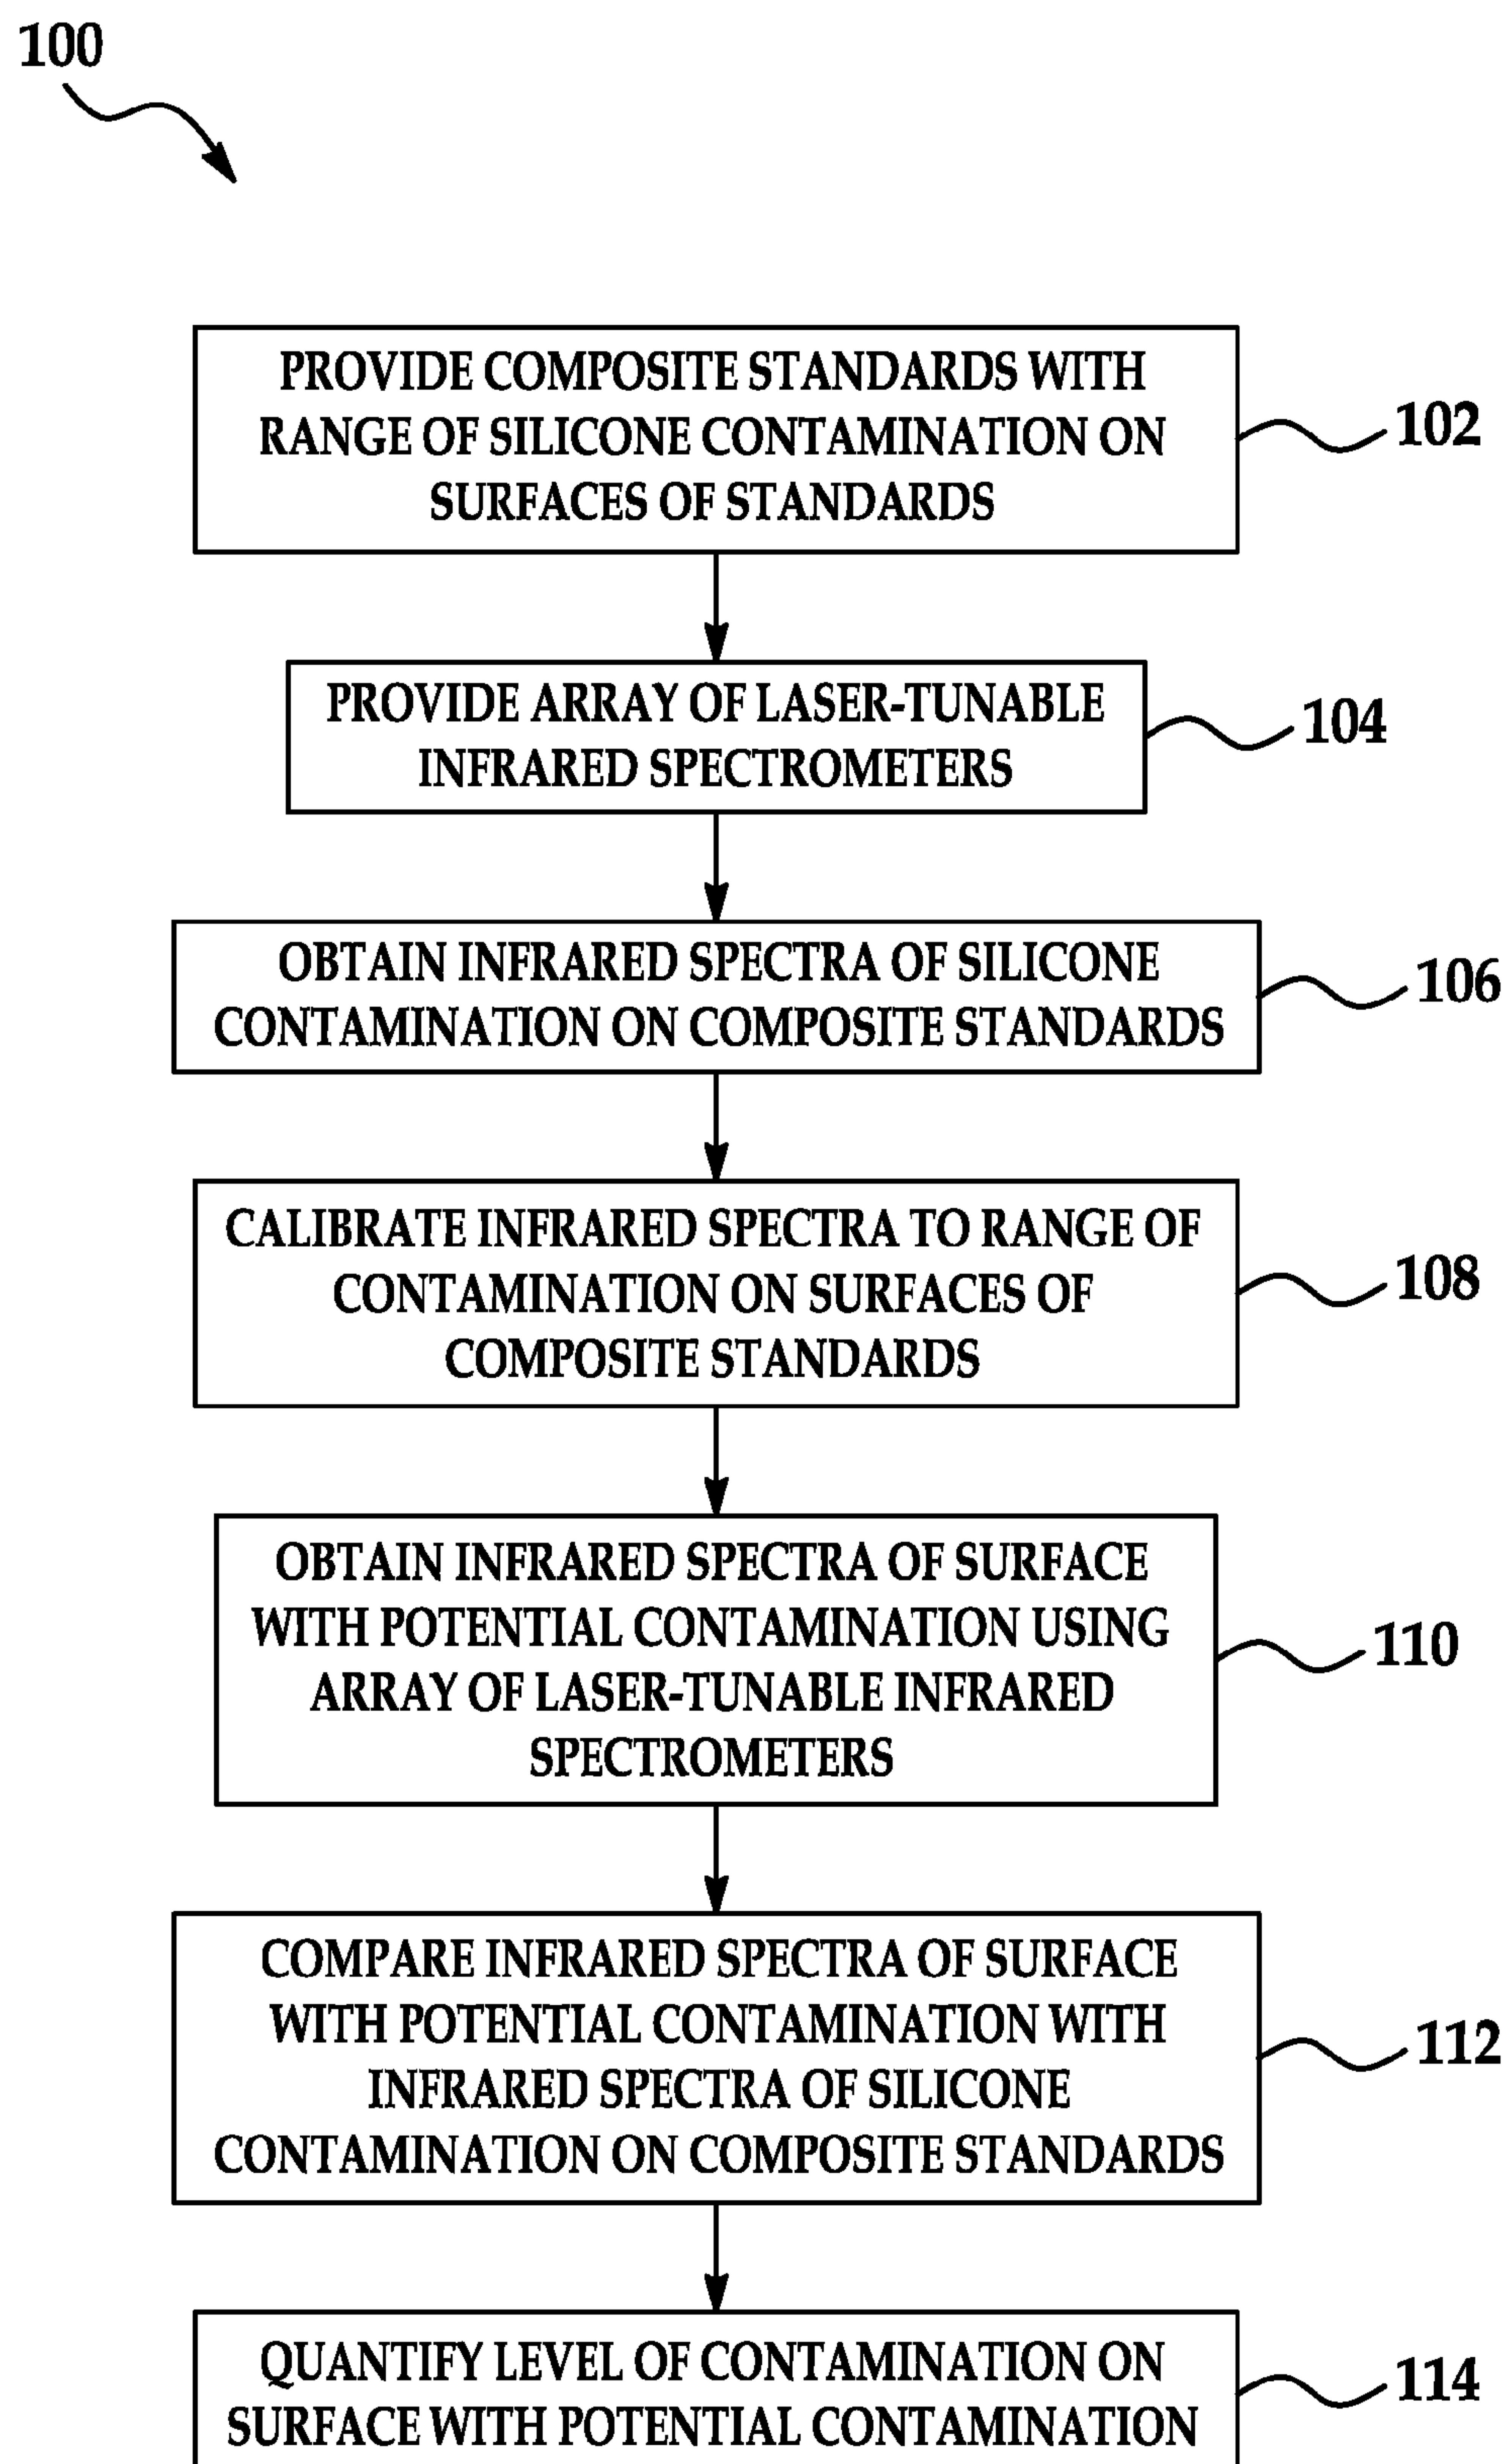 100
PROVIDE COMPOSITE STANDARDS WITH
RANGE OF SILICONE CONTAMINATION ON
SURFACES OF STANDARDS
102
PROVIDE ARRAY OF LASER-TUNABLE
INFRARED SPECTROMETERS
104
OBTAIN INFRARED SPECTRA OF SILICONE
CONTAMINATION ON COMPOSITE STANDARDS
106
CALIBRATE INFRARED SPECTRA TO RANGE OF
CONTAMINATION ON SURFACES OF
COMPOSITE STANDARDS
108
OBTAIN INFRARED SPECTRA OF SURFACE
WITH POTENTIAL CONTAMINATION USING
ARRAY OF LASER-TUNABLE INFRARED
SPECTROMETERS
110
COMPARE INFRARED SPECTRA OF SURFACE
WITH POTENTIAL CONTAMINATION WITH
INFRARED SPECTRA OF SILICONE
CONTAMINATION ON COMPOSITE STANDARDS
112
QUANTIFY LEVEL OF CONTAMINATION ON
SURFACE WITH POTENTIAL CONTAMINATION
114